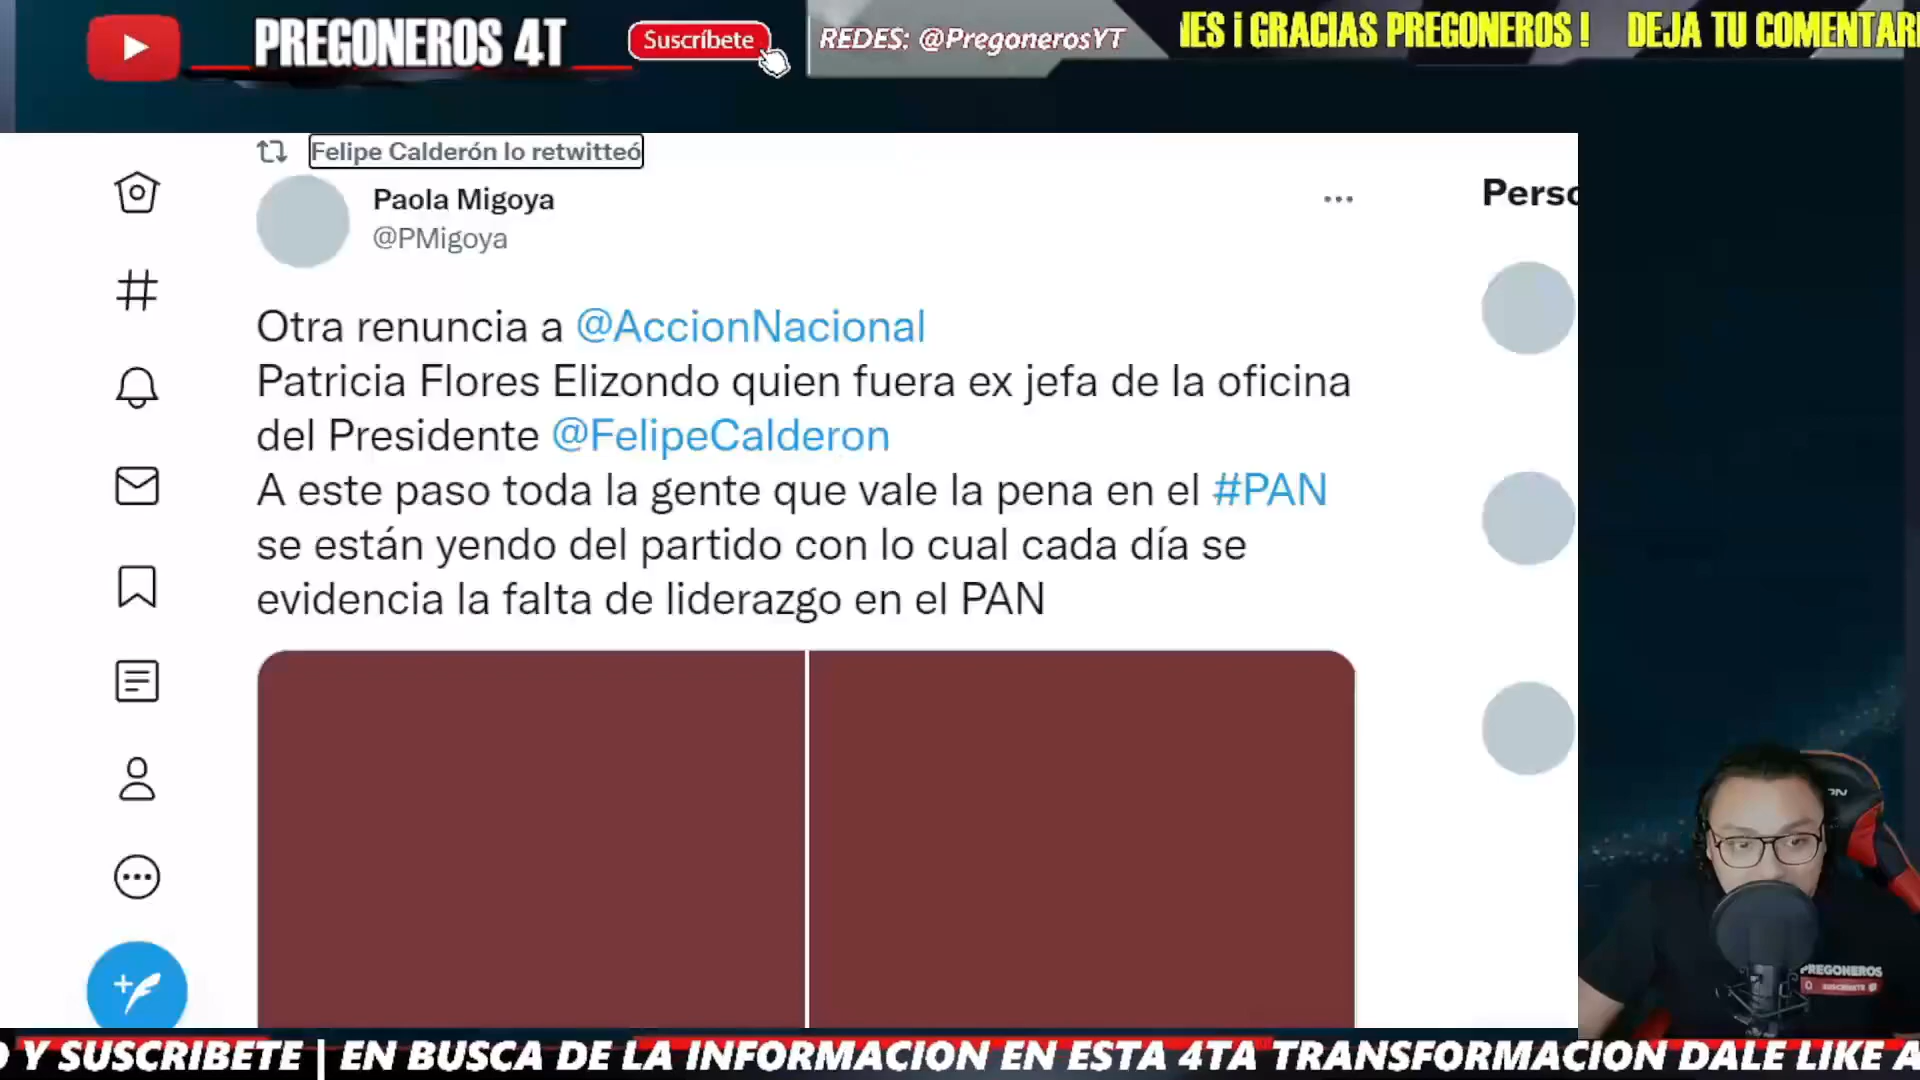 PREGONEROS 4T
Suscríbete
REDES: @PregonerosYT
¡ GRACIAS PREGONEROS ! DEJA TU
Felipe Calderón lo retwitteó
Paola Migoya
@PMigoya
Otra renuncia a @AccionNacional
Patricia Flores Elizondo quien fuera ex jefa de la oficina
del Presidente @FelipeCalderon
A este paso toda la gente que vale la pena en el #PAN
se están yendo del partido con lo cual cada día se
evidencia la falta de liderazgo en el PAN
PREGONEROS
SUSCRIBETE
Y SUSCRIBETE | EN BUSCA DE LA INFORMACION EN ESTA 4TA TRANSFORMACION DALE LIKE A